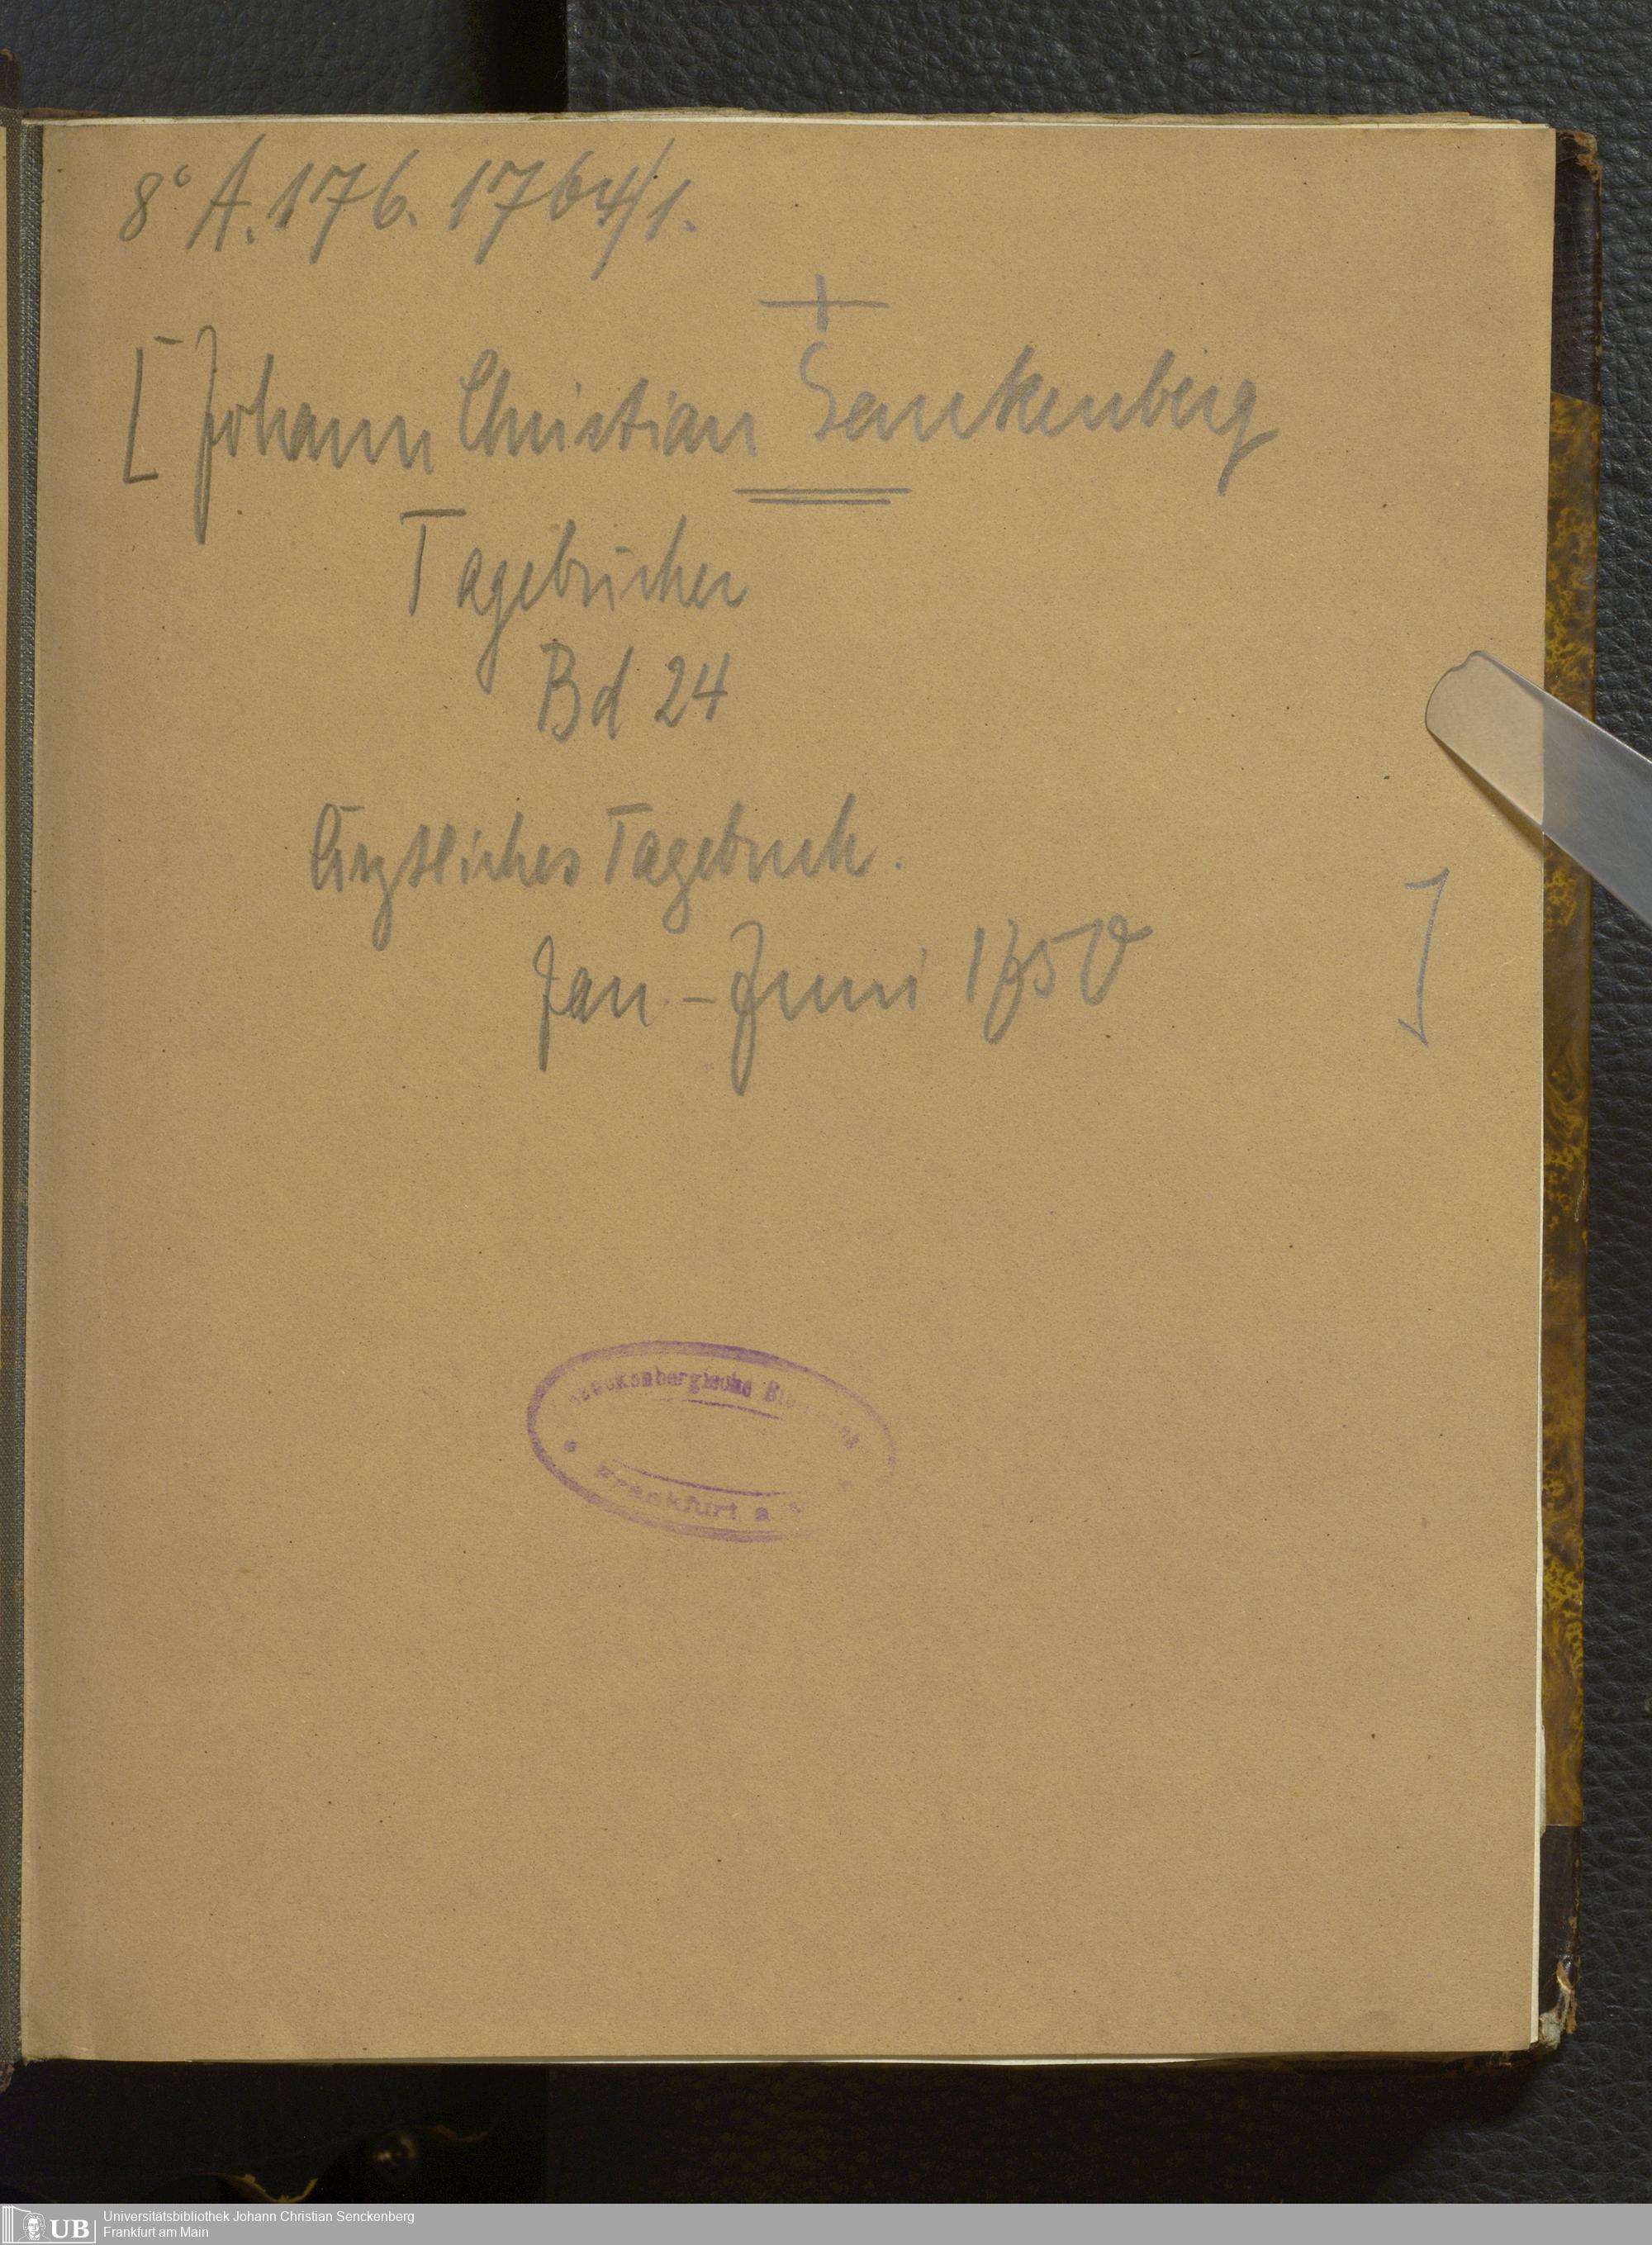 8° A. 176. 1764/1.
[ Johann Christian Senckenberg
Tagebücher
Bd 24
Ärztliches Tagebuch.
Jan. – Juni 1750 ]
Frankfurt a
UB
Universitätsbibliothek Johann Christian Senckenberg
Frankfurt am Main